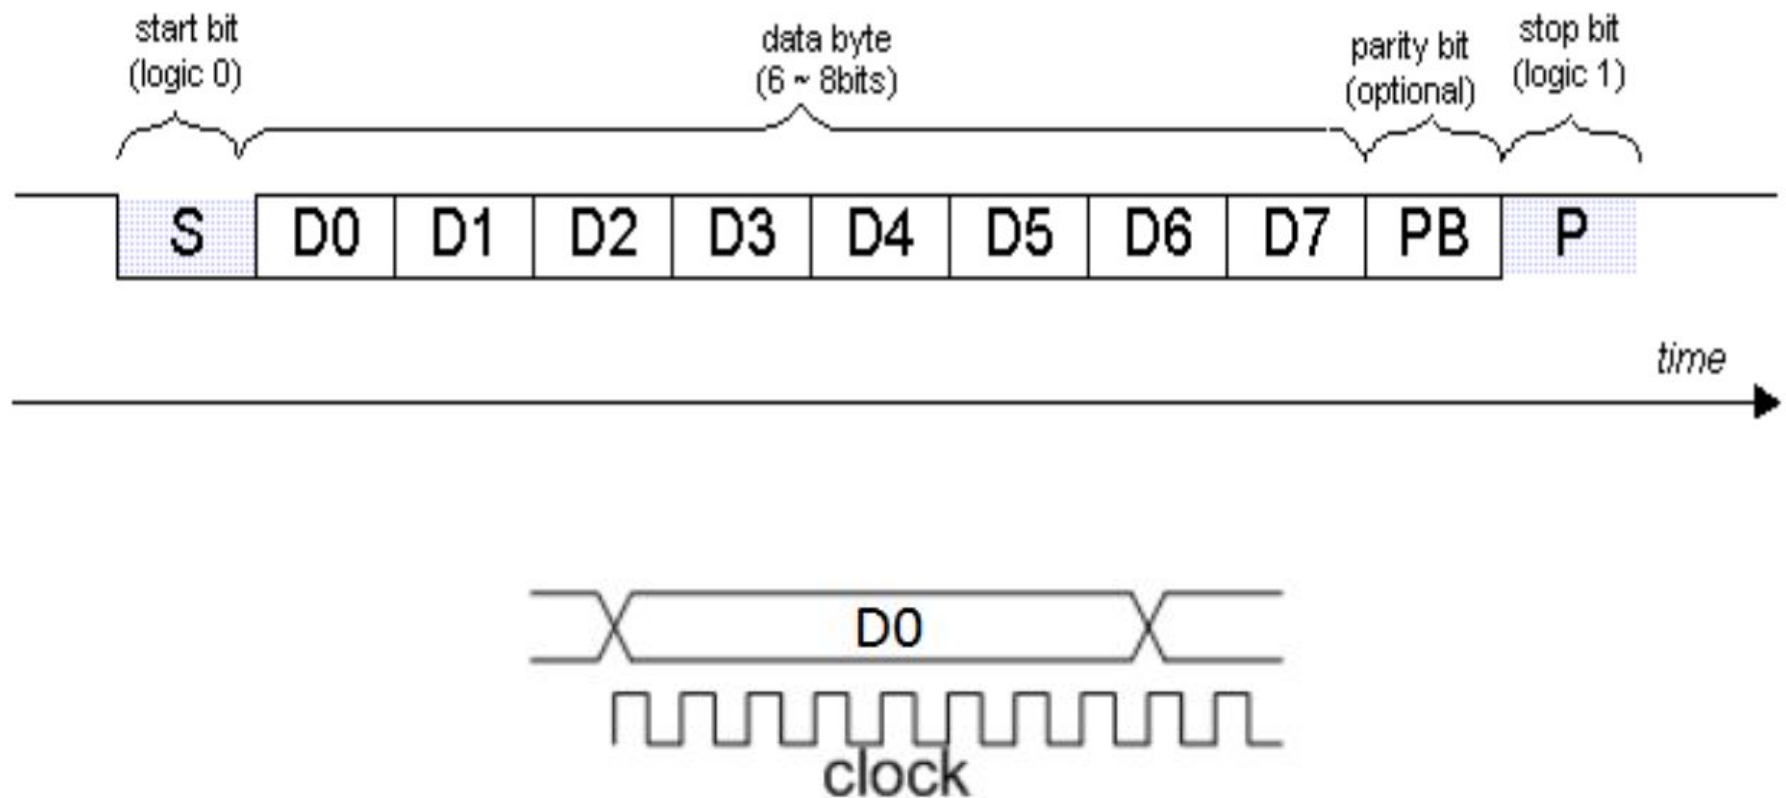 start bit
(logic 0)
data byte
(6 ~ 8bits)
parity bit
(optional)
stop bit
(logic 1)
S D0 D1 D2 D3 D4 D5 D6 D7 PB P
time
D0
clock